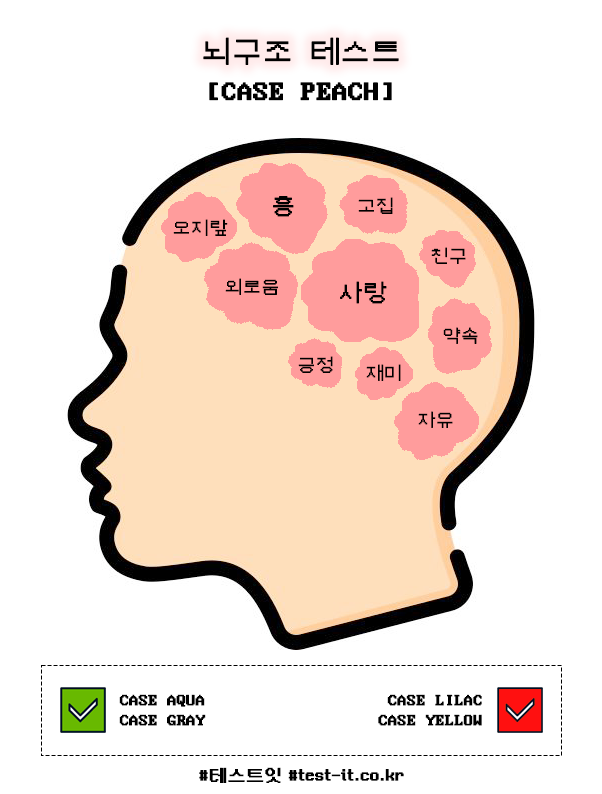 뇌구조 테스트
[CASE PEACH]
흥
고집
오지랖
친구
외로움
사랑
약속
긍정
재미
자유
CASE AQUA
CASE GRAY
CASE LILAC
CASE YELLOW
#테스트잇 #test-it.co.kr